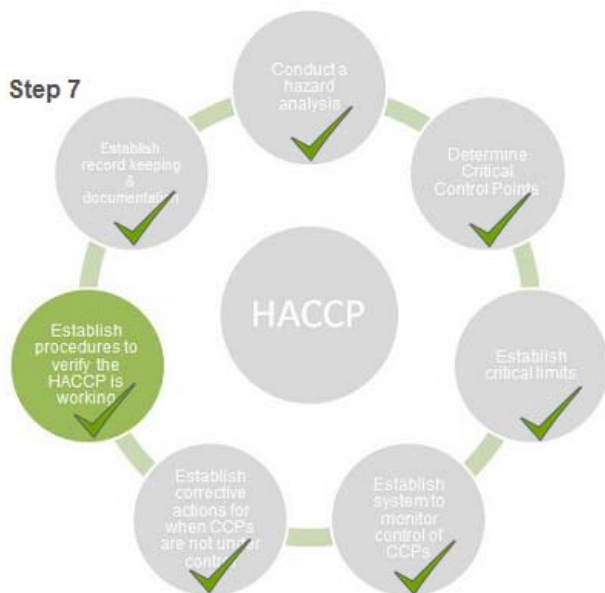 Step 7
Conduct a
hazard
analysis
Determine
Critical
Control Points
Establish
critical limits
Establish
system to
monitor
control of
CCPs
Establish
corrective
actions for
when CCPs
are not under
control
Establish
procedures to
verify the
HACCP is
working
Establish
record keeping
&
documentation
HACCP